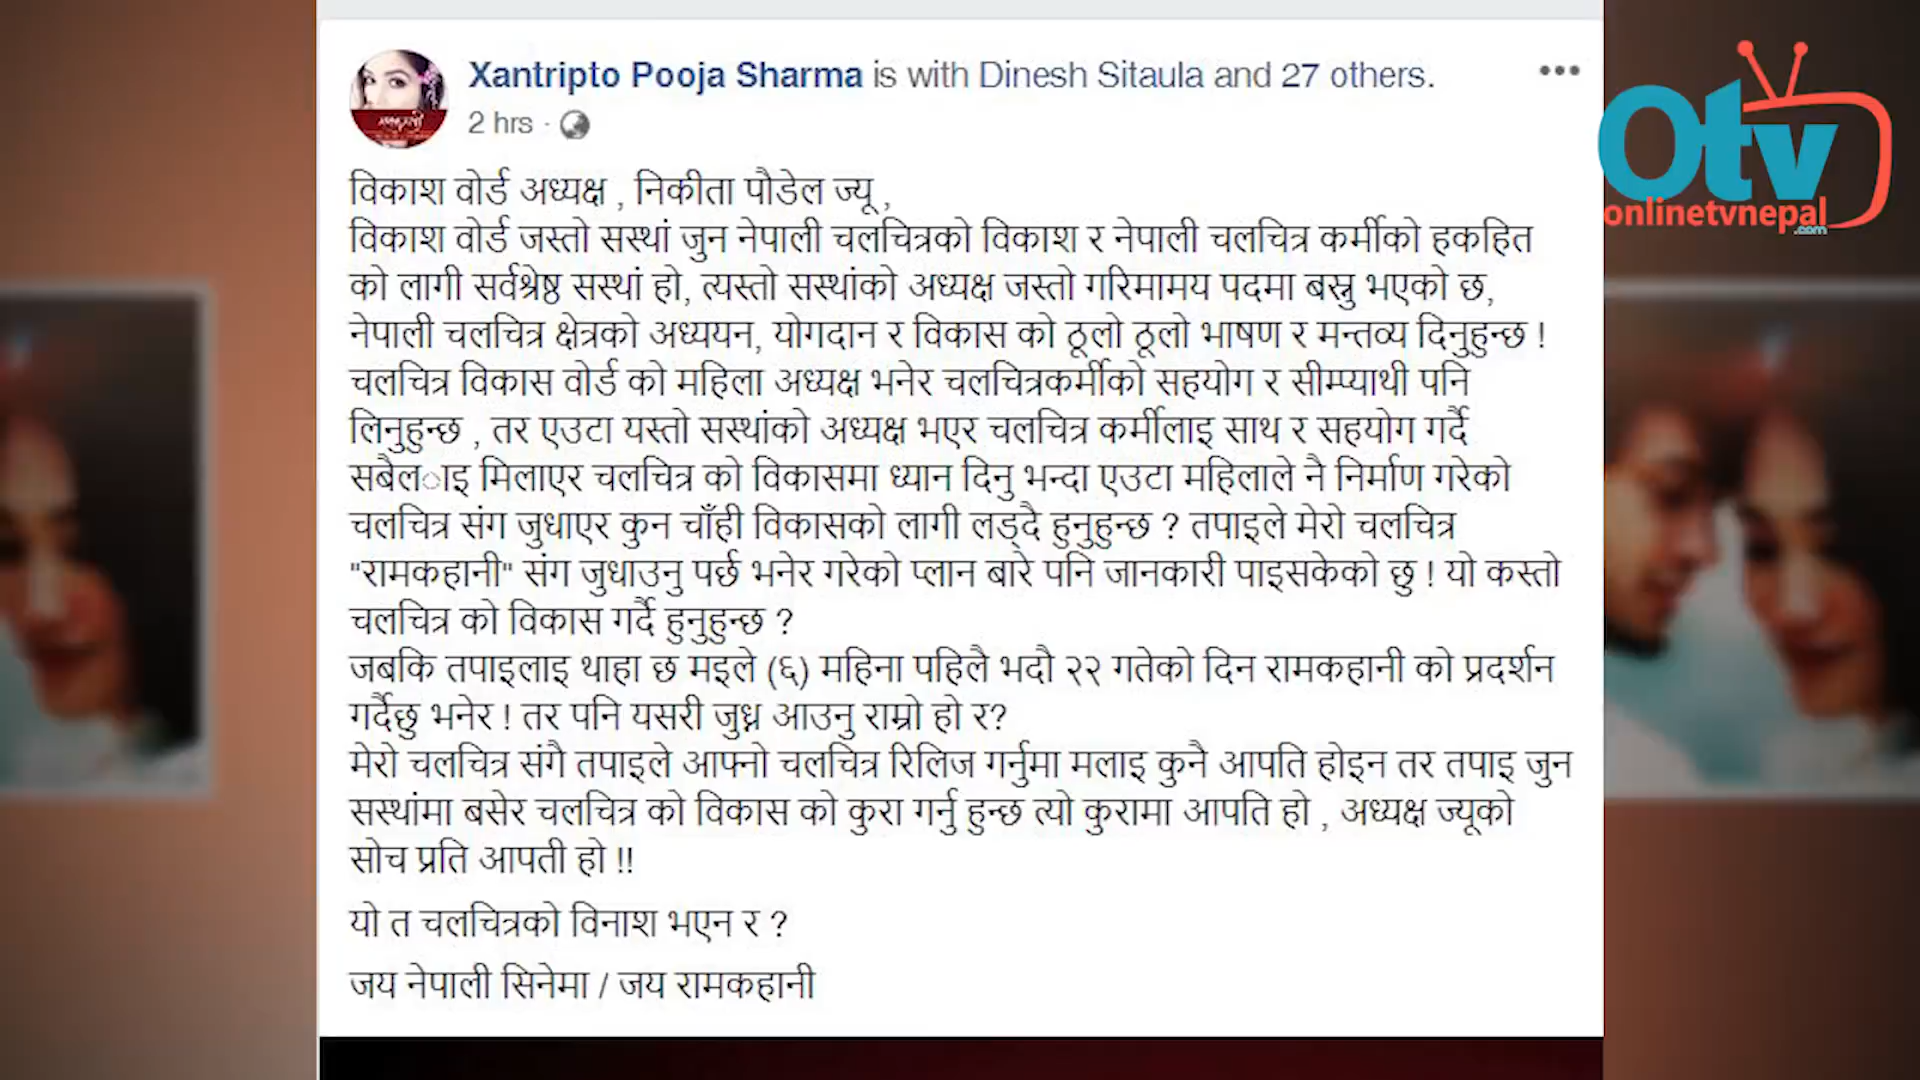 Xantripto Pooja Sharma is with Dinesh Sitaula and 27 others.
2 hrs ·
विकाश वोर्ड अध्यक्ष , निकीता पौडेल ज्यू ,
विकाश वोर्ड जस्तो सस्थां जुन नेपाली चलचित्रको विकाश र नेपाली चलचित्र कर्मीको हकहित
को लागी सर्वश्रेष्ठ सस्थां हो, त्यस्तो सस्थांको अध्यक्ष जस्तो गरिमामय पदमा बस्नु भएको छ,
नेपाली चलचित्र क्षेत्रको अध्ययन, योगदान र विकास को ठूलो ठूलो भाषण र मन्तव्य दिनुहुन्छ !
चलचित्र विकास वोर्ड को महिला अध्यक्ष भनेर चलचित्रकर्मीको सहयोग र सीम्प्याथी पनि
लिनुहुन्छ , तर एउटा यस्तो सस्थांको अध्यक्ष भएर चलचित्र कर्मीलाइ साथ र सहयोग गर्दै
सबैल◌ाइ मिलाएर चलचित्र को विकासमा ध्यान दिनु भन्दा एउटा महिलाले नै निर्माण गरेको
चलचित्र संग जुधाएर कुन चाँही विकासको लागी लड्दै हुनुहुन्छ ? तपाइले मेरो चलचित्र
"रामकहानी" संग जुधाउनु पर्छ भनेर गरेको प्लान बारे पनि जानकारी पाइसकेको छु ! यो कस्तो
चलचित्र को विकास गर्दै हुनुहुन्छ ?
जबकि तपाइलाइ थाहा छ मइले (६) महिना पहिलै भदौ २२ गतेको दिन रामकहानी को प्रदर्शन
गर्दैछु भनेर ! तर पनि यसरी जुध्न आउनु राम्रो हो र?
मेरो चलचित्र संगै तपाइले आफ्नो चलचित्र रिलिज गर्नुमा मलाइ कुनै आपति होइन तर तपाइ जुन
सस्थांमा बसेर चलचित्र को विकास को कुरा गर्नु हुन्छ त्यो कुरामा आपति हो , अध्यक्ष ज्यूको
सोच प्रति आपती हो !!
यो त चलचित्रको विनाश भएन र ?
जय नेपाली सिनेमा / जय रामकहानी
Otv
onlinetvnepal
.com